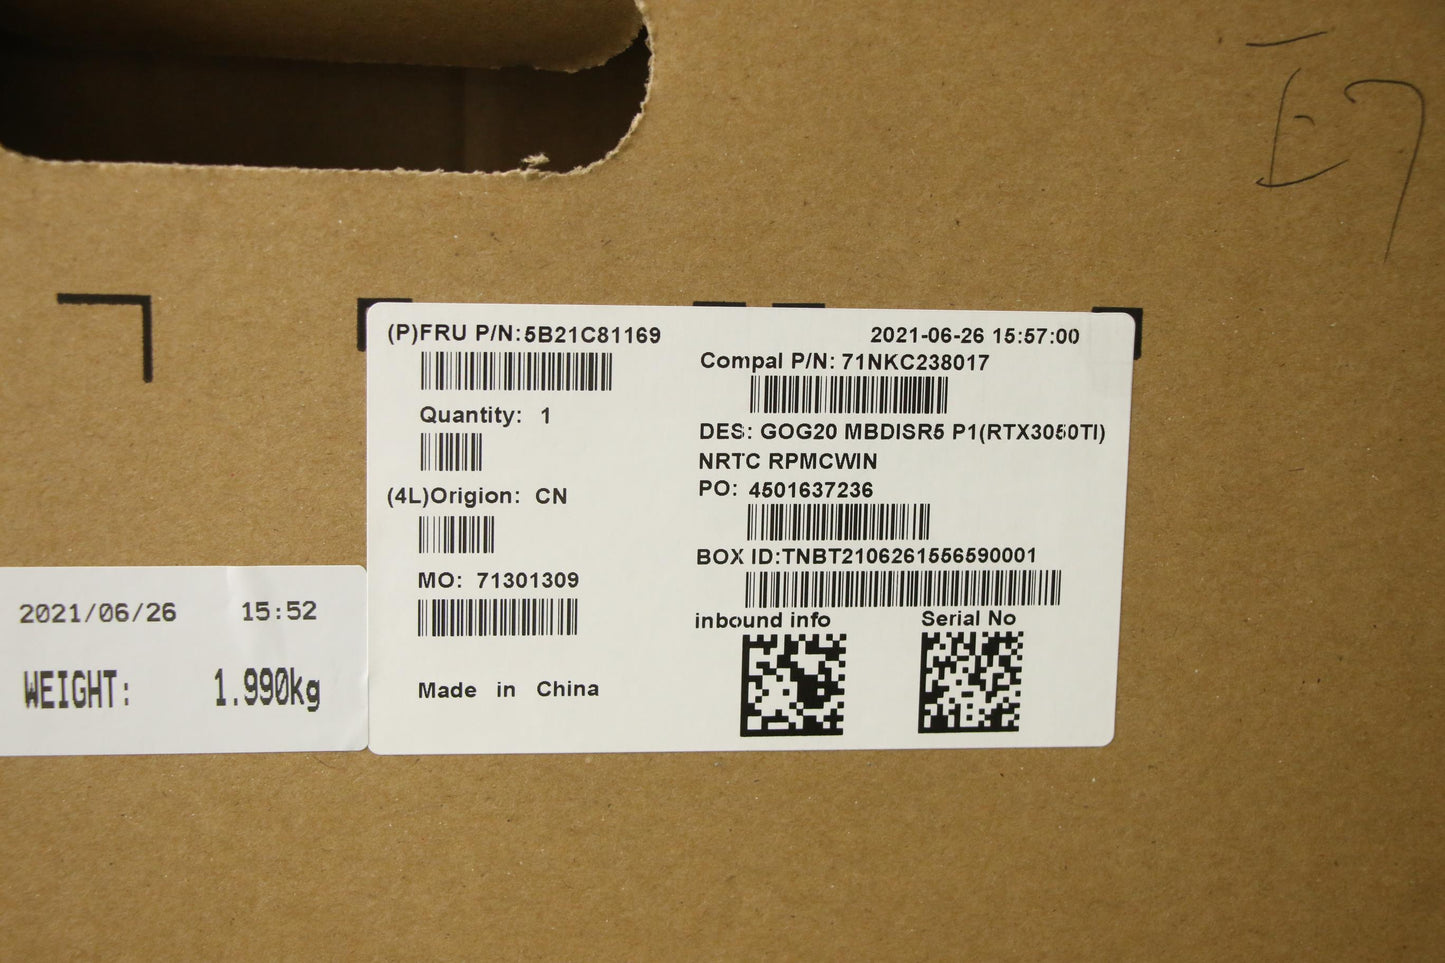 E7
(P)FRU P/N:5B21C81169
Quantity: 1
(4L)Origion: CN
MO: 71301309
Made in China
2021-06-26 15:57:00
Compal P/N: 71NKC238017
DES: GOG20 MBDISR5 P1(RTX3050TI)
NRTC RPMCWIN
PO: 4501637236
BOX ID:TNBT2106261556590001
inbound info
Serial No
2021/06/26 15:52
WEIGHT: 1.990kg